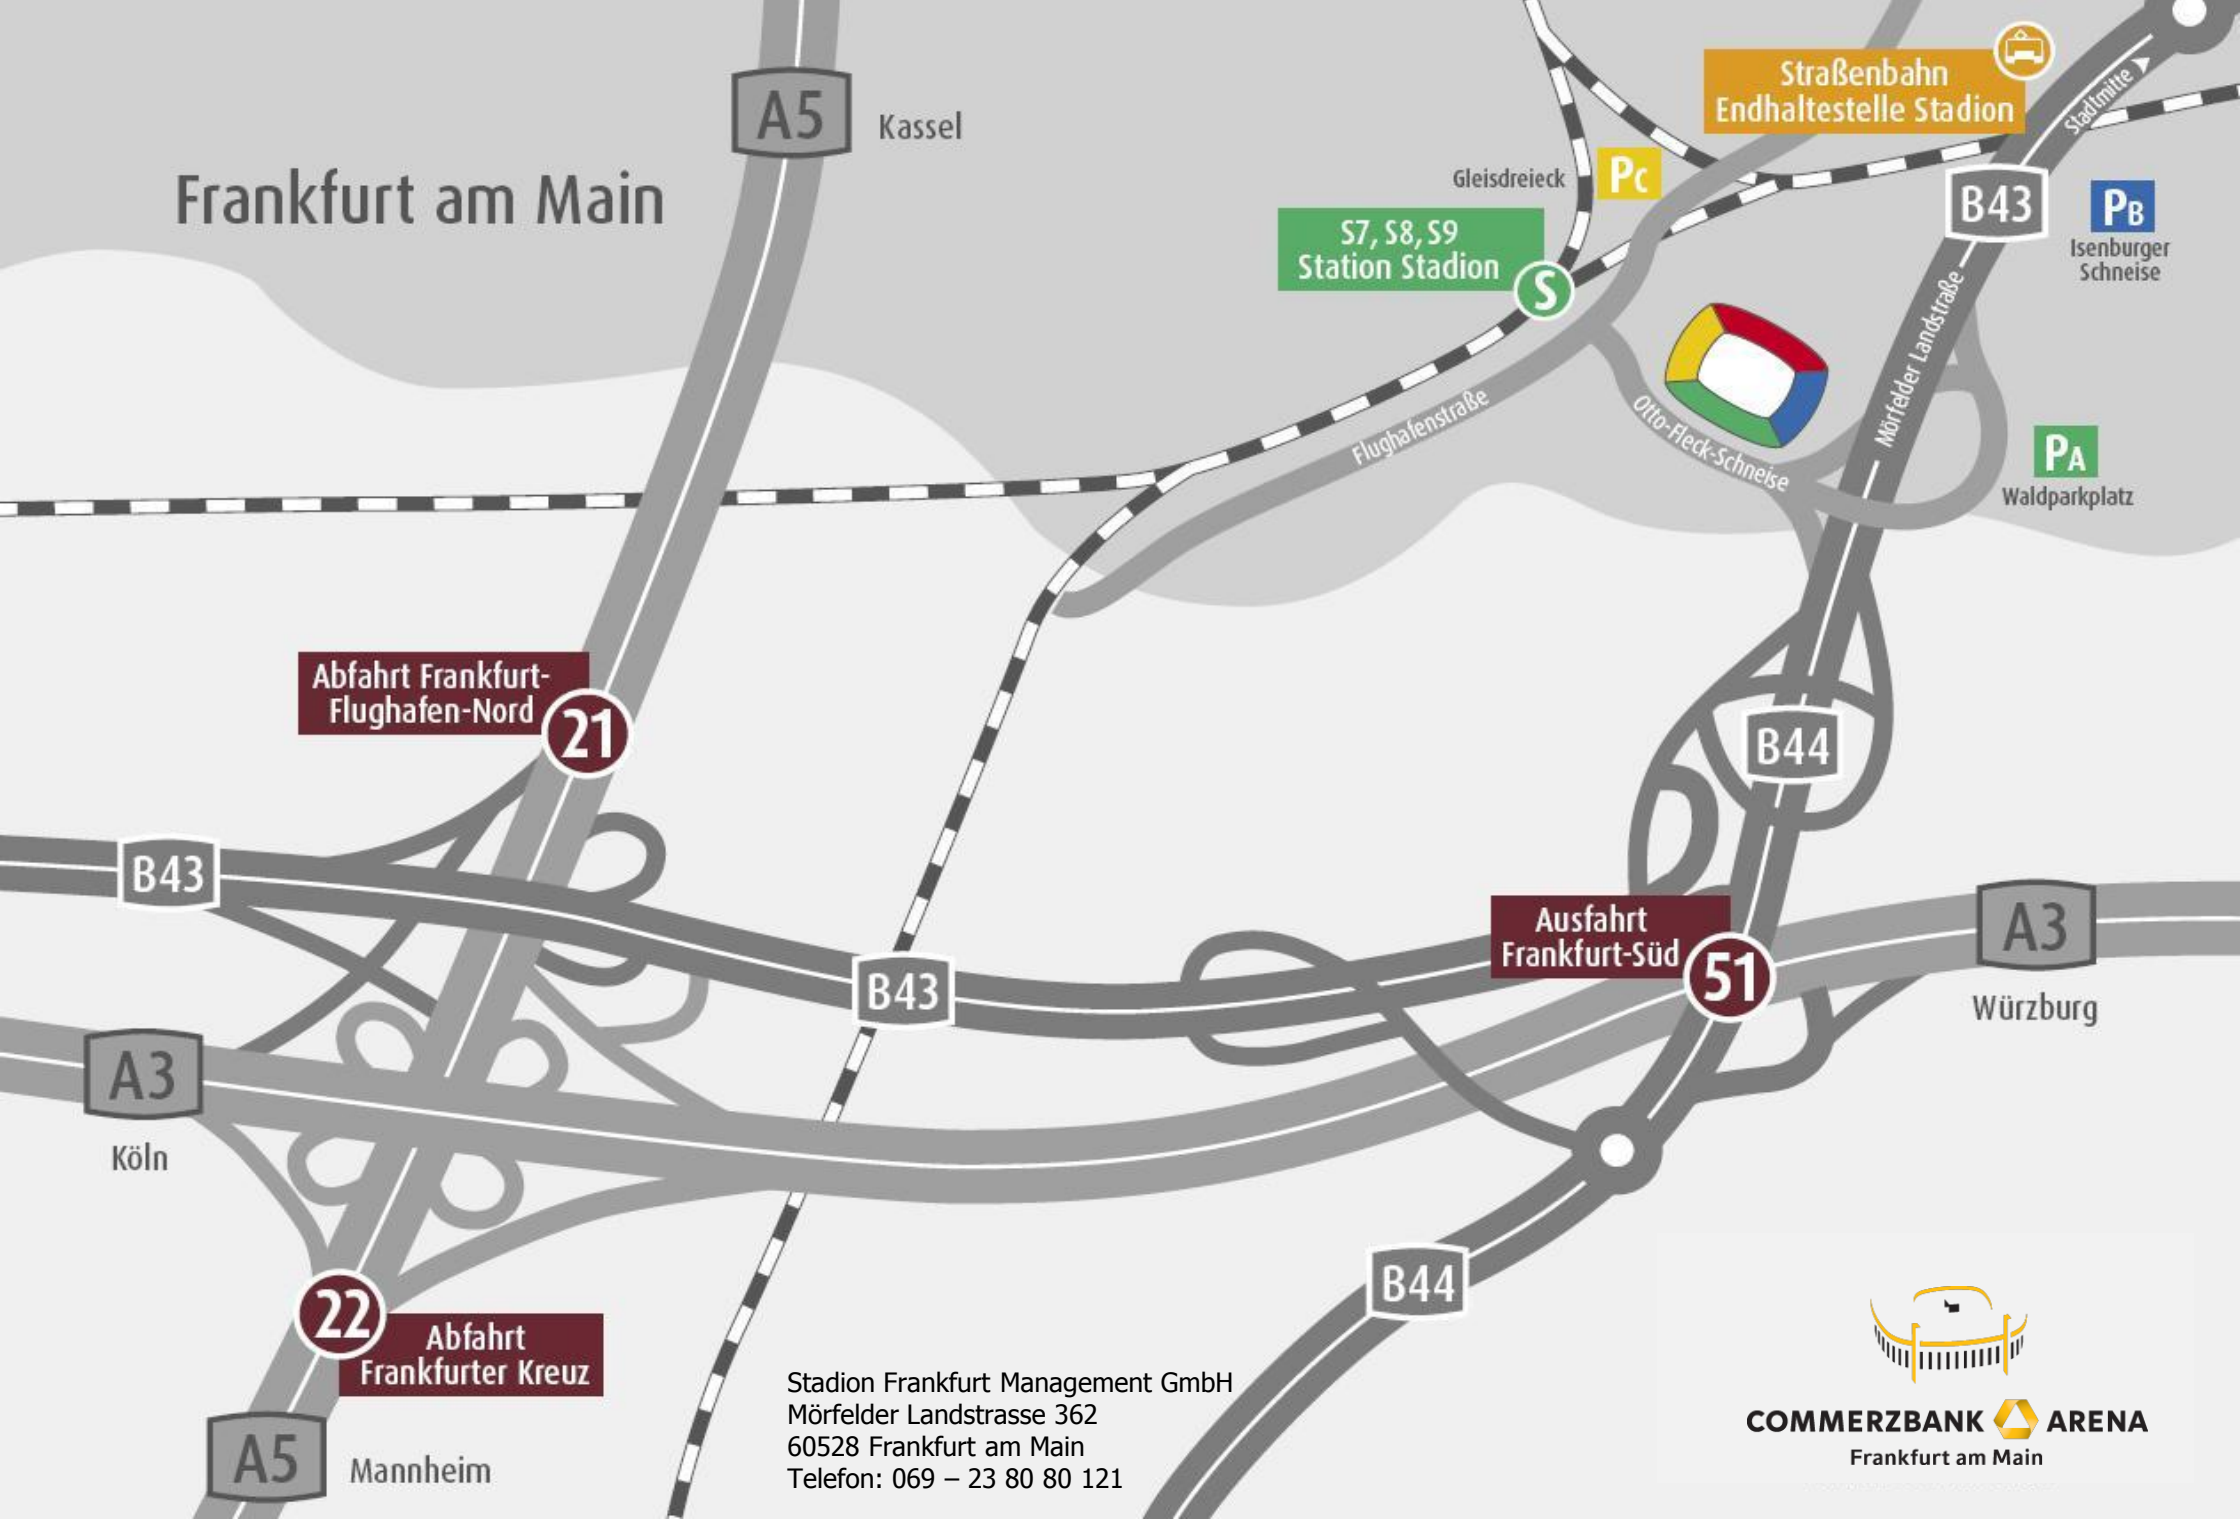 Straßenbahn
Endhaltestelle Stadion
Stadtmitte
A5
Kassel
Frankfurt am Main
Gleisdreieck
PC
B43
PB
Isenburger
Schneise
S7, S8, S9
Station Stadion
S
Mörfelder Landstraße
Flughafenstraße
Otto-Fleck-Schneise
PA
Waldparkplatz
Abfahrt Frankfurt-
Flughafen-Nord
21
B44
B43
B43
Ausfahrt
Frankfurt-Süd
51
A3
Würzburg
A3
Köln
22
Abfahrt
Frankfurter Kreuz
B44
A5
Mannheim
Stadion Frankfurt Management GmbH
Mörfelder Landstrasse 362
60528 Frankfurt am Main
Telefon: 069 – 23 80 80 121
COMMERZBANK ARENA
Frankfurt am Main